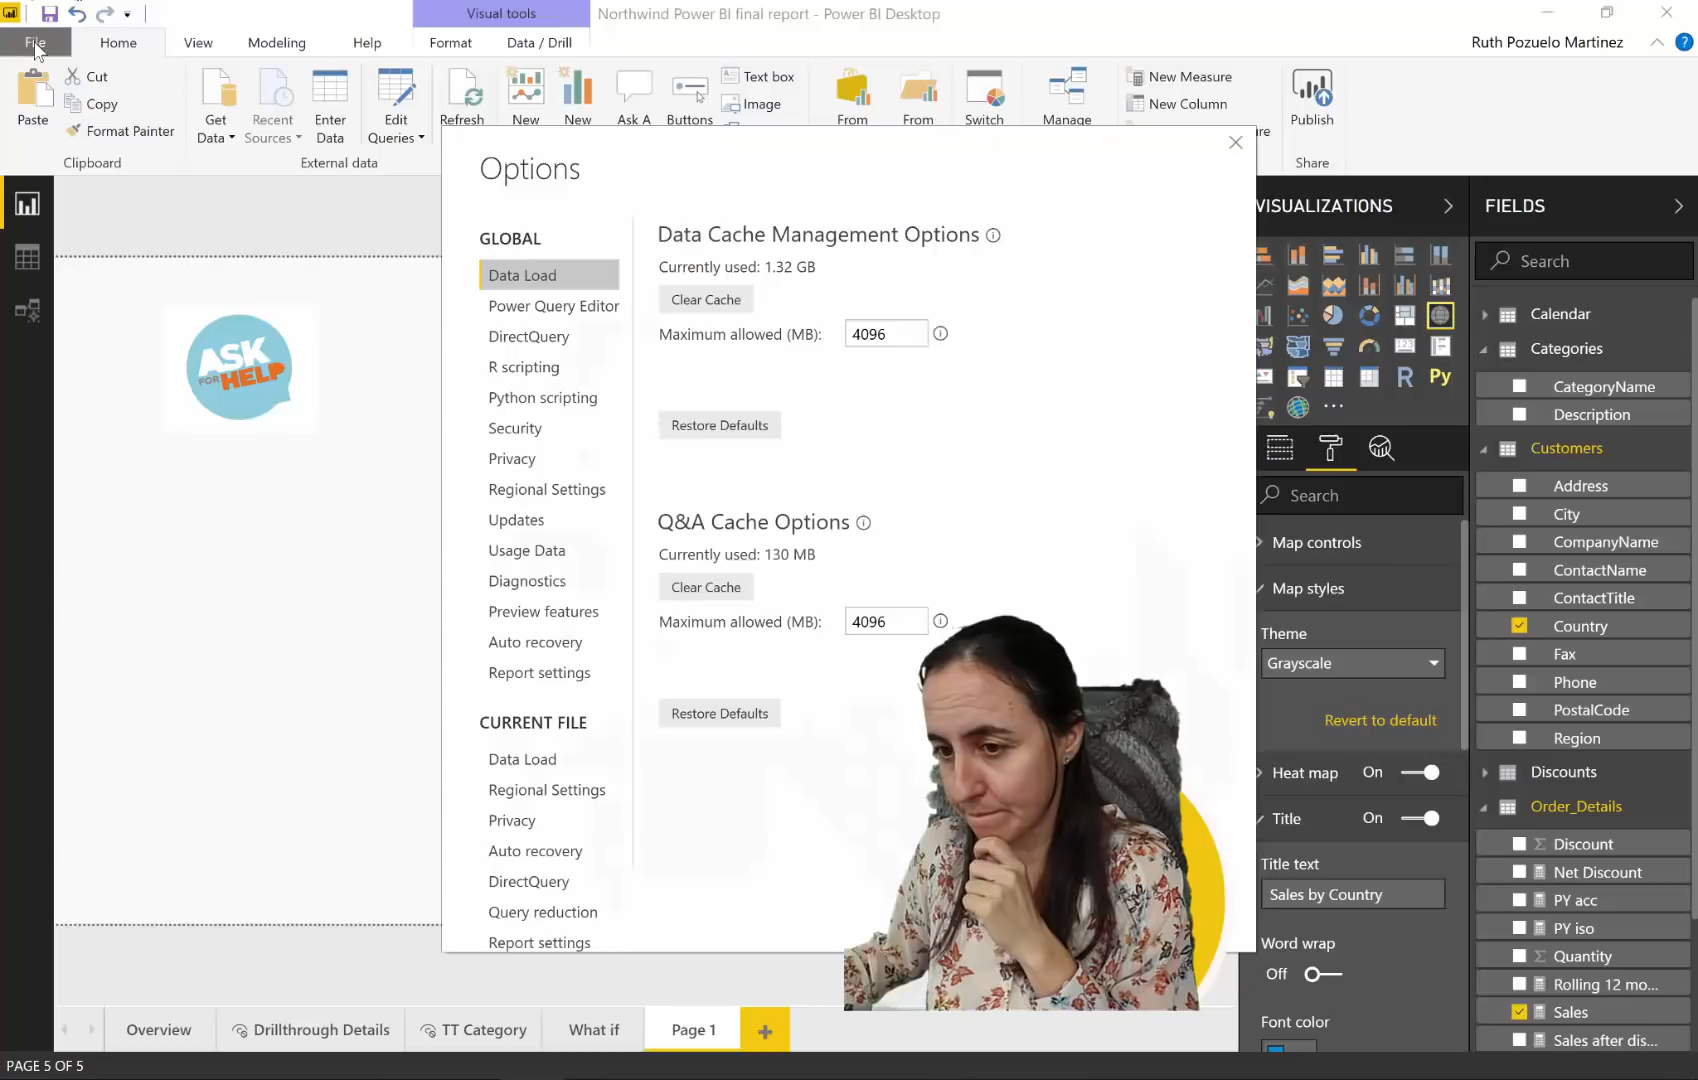 Visual tools
Northwind Power BI final report - Power BI Desktop
File
Home
View
Modeling
Help
Format
Data / Drill
Ruth Pozuelo Martinez
Paste
Cut
Copy
Format Painter
Clipboard
Get Data
Recent Sources
Enter Data
Edit Queries
External data
Refresh
New
New
Ask A
Buttons
Text box
Image
From
From
Switch
Manage
New Measure
New Column
Publish
Share
ASK
FOR HELP
Options
GLOBAL
Data Load
Power Query Editor
DirectQuery
R scripting
Python scripting
Security
Privacy
Regional Settings
Updates
Usage Data
Diagnostics
Preview features
Auto recovery
Report settings
CURRENT FILE
Data Load
Regional Settings
Privacy
Auto recovery
DirectQuery
Query reduction
Report settings
Data Cache Management Options
Currently used: 1.32 GB
Clear Cache
Maximum allowed (MB): 4096
Restore Defaults
Q&A Cache Options
Currently used: 130 MB
Clear Cache
Maximum allowed (MB): 4096
Restore Defaults
VISUALIZATIONS
R
Py
Search
Map controls
Map styles
Theme
Grayscale
Revert to default
Heat map On
Title On
Title text
Sales by Country
Word wrap
Off
Font color
FIELDS
Search
Calendar
Categories
CategoryName
Description
Customers
Address
City
CompanyName
ContactName
ContactTitle
Country
Fax
Phone
PostalCode
Region
Discounts
Order_Details
Discount
Net Discount
PY acc
PY iso
Quantity
Rolling 12 mo...
Sales
Sales after dis...
Overview
Drillthrough Details
TT Category
What if
Page 1
PAGE 5 OF 5